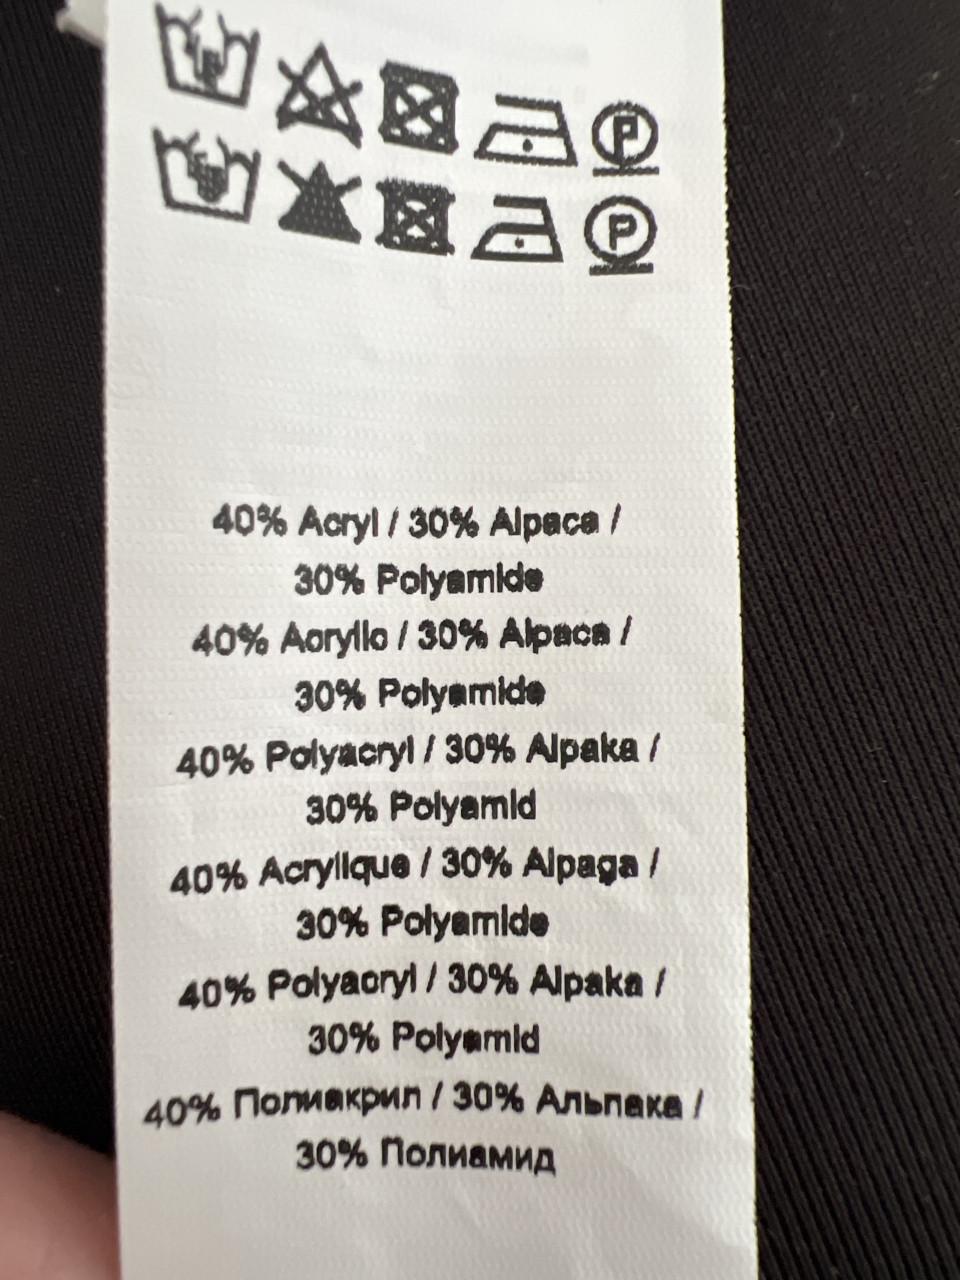 P
P
40% Acryl / 30% Alpaca /
30% Polyamide
40% Acryllc / 30% Alpaca /
30% Polyamide
40% Polyacryl / 30% Alpaka /
30% Polyamid
40% Acrylique / 30% Alpaga /
30% Polyamide
40% Polyacryl / 30% Alpaka /
30% Polyamid
40% Полиакрил / 30% Альпака /
30% Полиамид